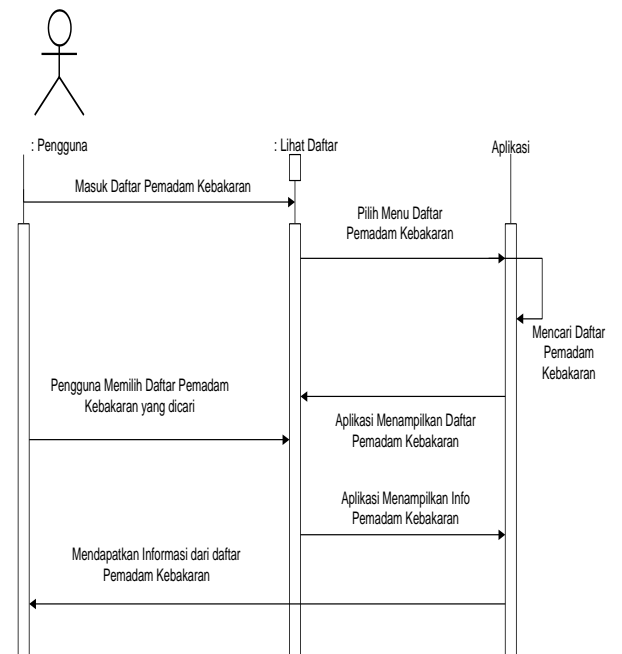 : Pengguna
: Lihat Daftar
Aplikasi
Masuk Daftar Pemadam Kebakaran
Pilih Menu Daftar
Pemadam Kebakaran
Mencari Daftar
Pemadam
Kebakaran
Pengguna Memilih Daftar Pemadam
Kebakaran yang dicari
Aplikasi Menampilkan Daftar
Pemadam Kebakaran
Aplikasi Menampilkan Info
Pemadam Kebakaran
Mendapatkan Informasi dari daftar
Pemadam Kebakaran